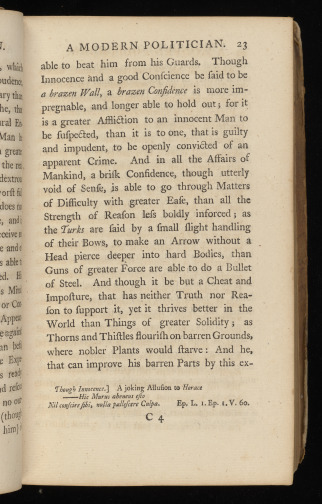 A MODERN POLITICIAN. 23
able to beat him from his Guards. Though
Innocence and a good Conſcience be ſaid to be
a brazen Wall, a brazen Confidence is more im-
pregnable, and longer able to hold out; for it
is a greater Affliction to an innocent Man to
be ſuſpected, than it is to one, that is guilty
and impudent, to be openly convicted of an
apparent Crime. And in all the Affairs of
Mankind, a briſk Confidence, though utterly
void of Senſe, is able to go through Matters
of Difficulty with greater Eaſe, than all the
Strength of Reaſon leſs boldly inforced; as
the Turks are ſaid by a ſmall ſlight handling
of their Bows, to make an Arrow without a
Head pierce deeper into hard Bodies, than
Guns of greater Force are able to do a Bullet
of Steel. And though it be but a Cheat and
Impoſture, that has neither Truth nor Rea-
ſon to ſupport it, yet it thrives better in the
World than Things of greater Solidity; as
Thorns and Thiſtles flouriſh on barren Grounds,
where nobler Plants would ſtarve: And he,
that can improve his barren Parts by this ex-
Though Innocence.] A joking Alluſion to Horace
——Hic Murus aheneus eſto
Nil conſcire ſibi, nulla palleſcere Culpa. Ep. L. 1. Ep. 1. V. 60.
C 4